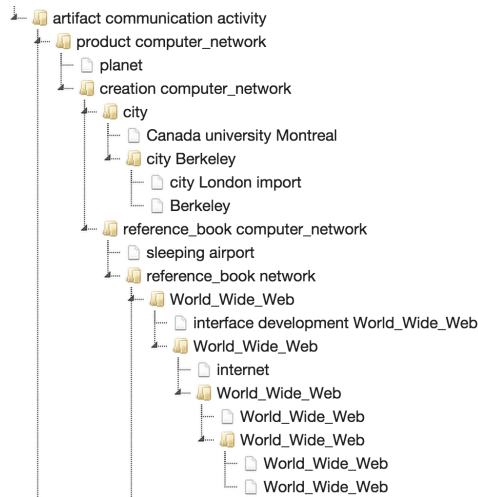 artifact communication activity
product computer_network
planet
creation computer_network
city
Canada university Montreal
city Berkeley
city London import
Berkeley
reference_book computer_network
sleeping airport
reference_book network
World_Wide_Web
interface development World_Wide_Web
World_Wide_Web
internet
World_Wide_Web
World_Wide_Web
World_Wide_Web
World_Wide_Web
World_Wide_Web